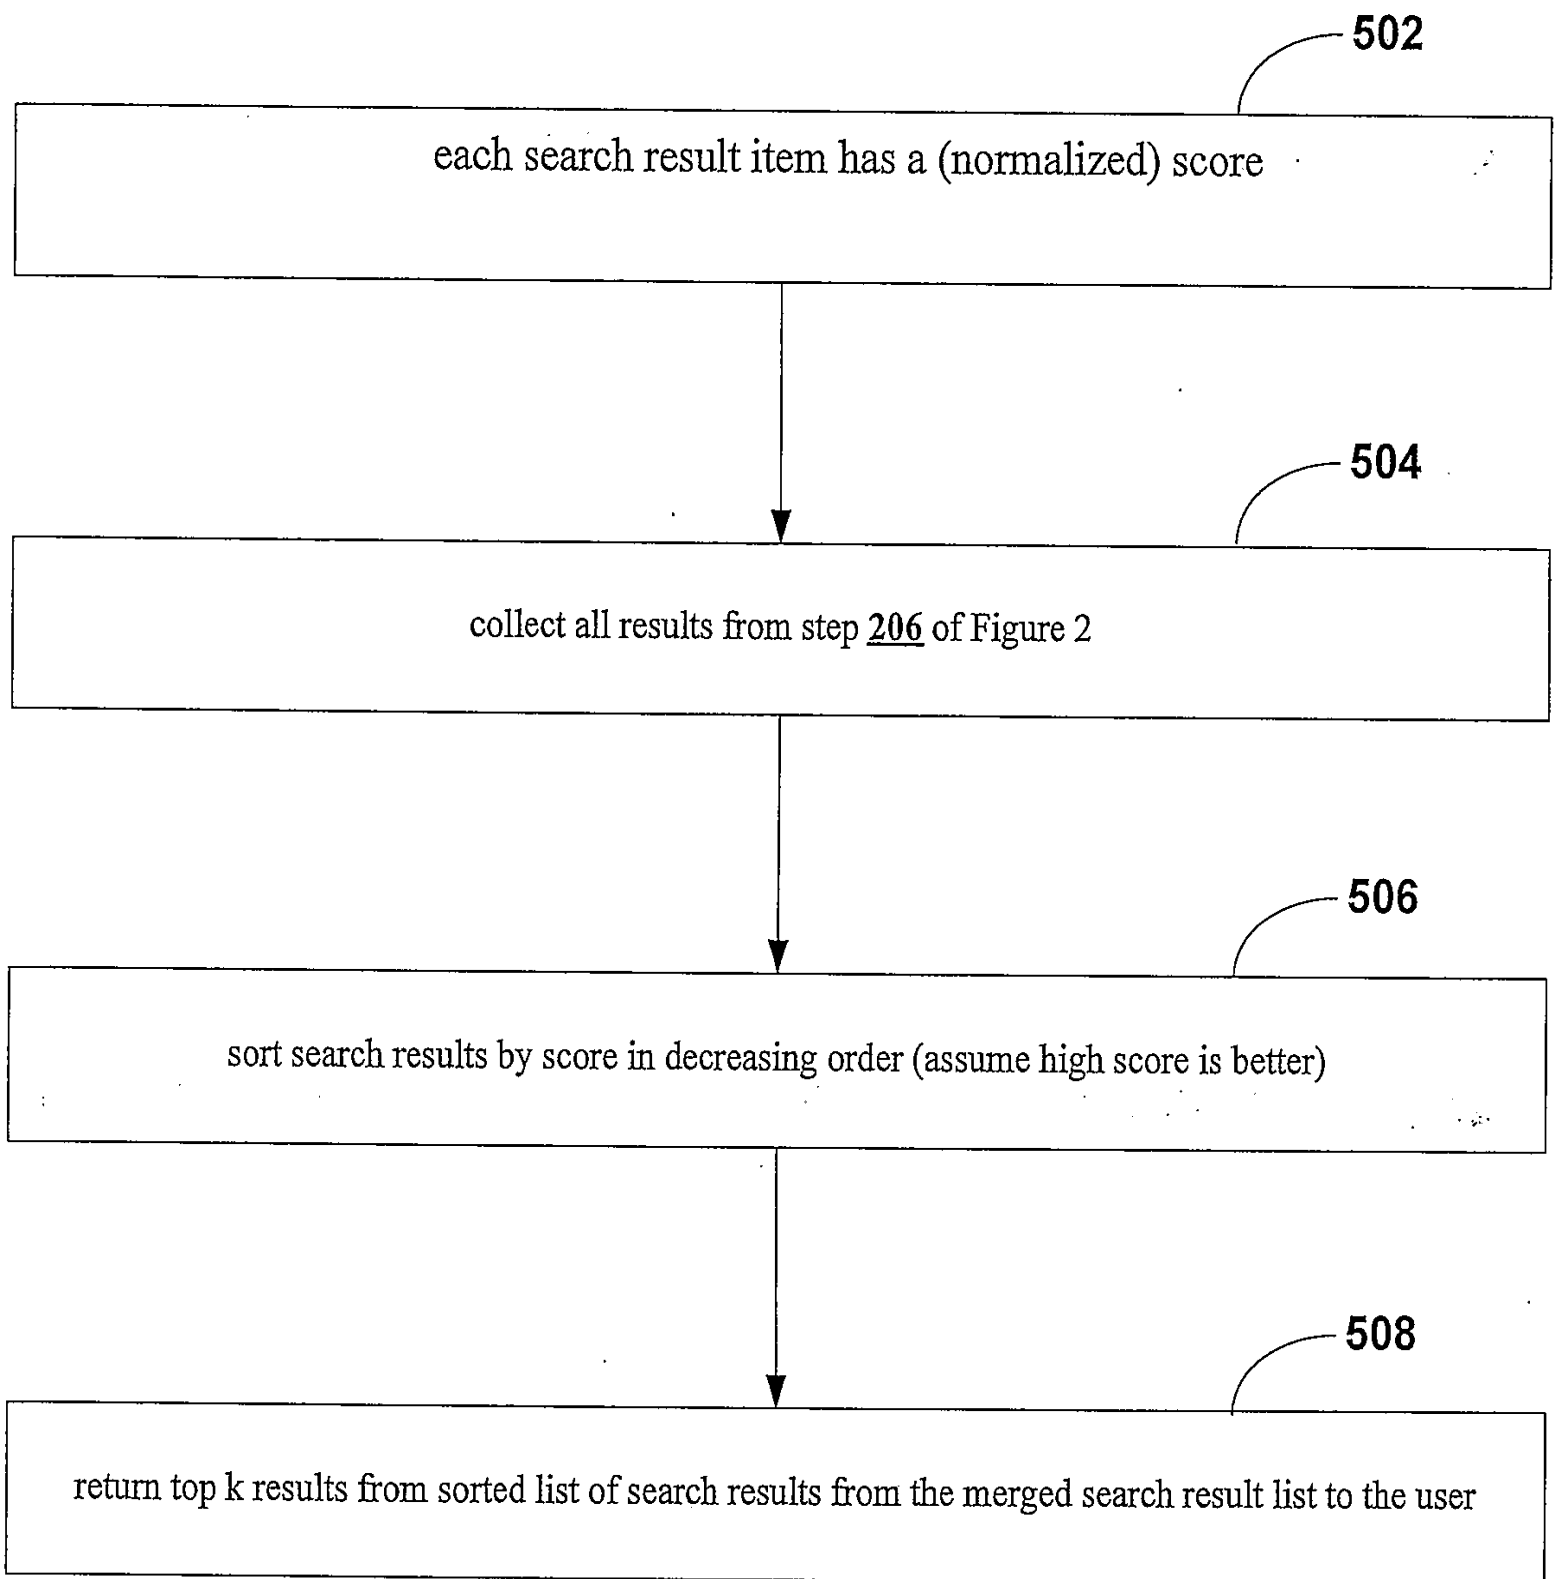 502
each search result item has a (normalized) score
504
collect all results from step 206 of Figure 2
506
sort search results by score in decreasing order (assume high score is better)
508
return top k results from sorted list of search results from the merged search result list to the user